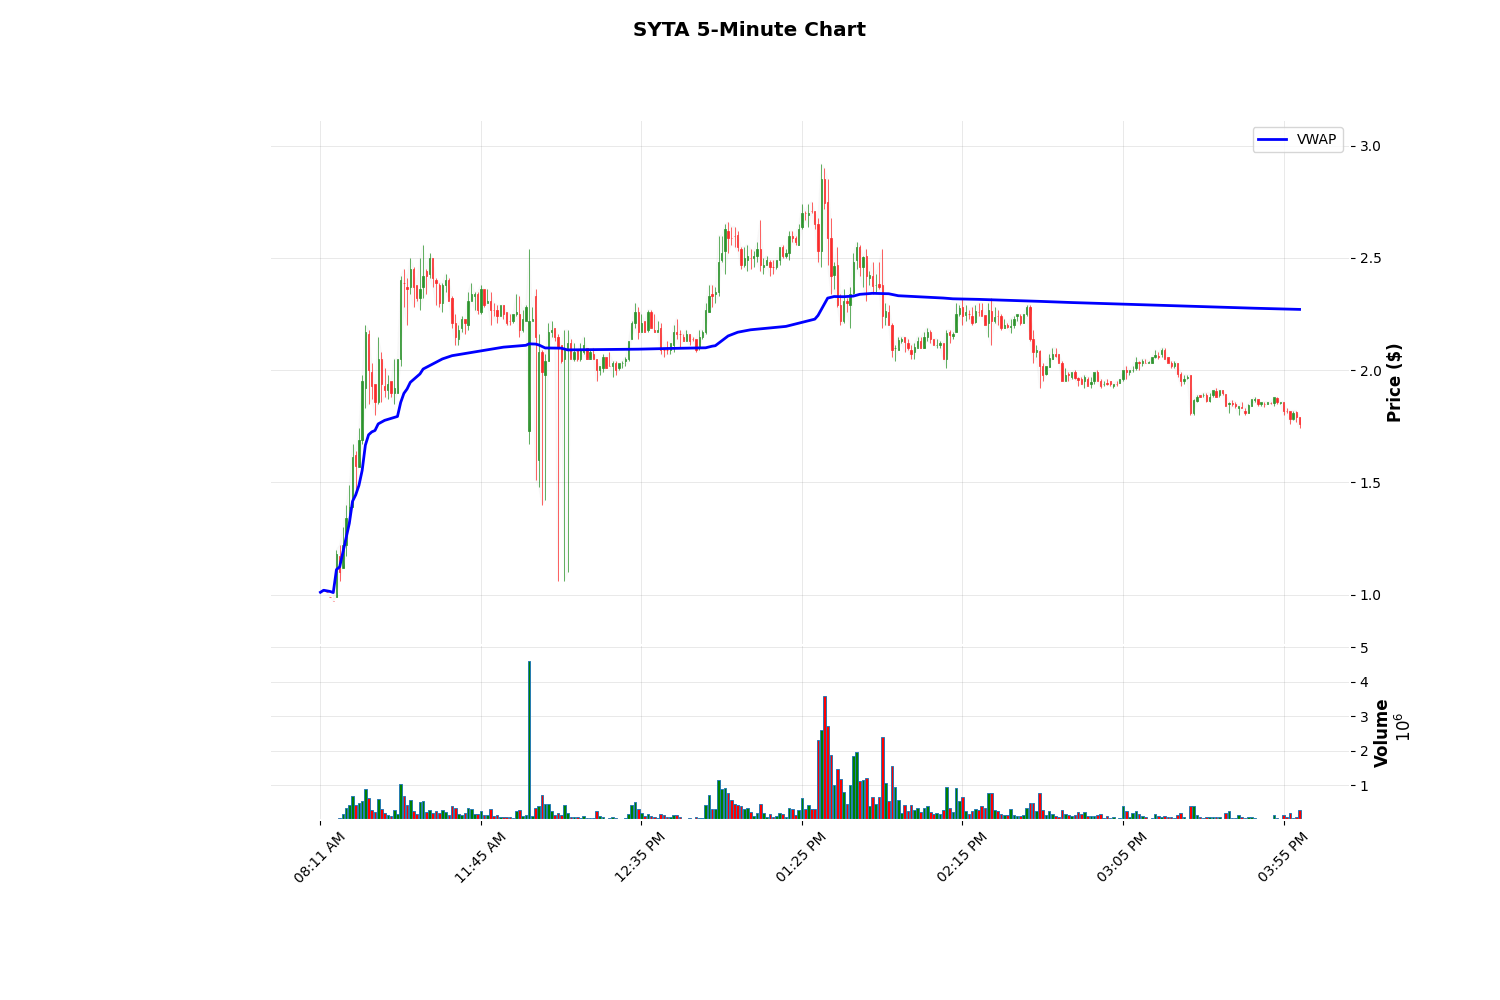 SYTA 5-Minute Chart
VWAP
3.0
2.5
2.0
1.5
1.0
Price ($)
5
4
3
2
1
Volume
10^6
08:11 AM
11:45 AM
12:35 PM
01:25 PM
02:15 PM
03:05 PM
03:55 PM